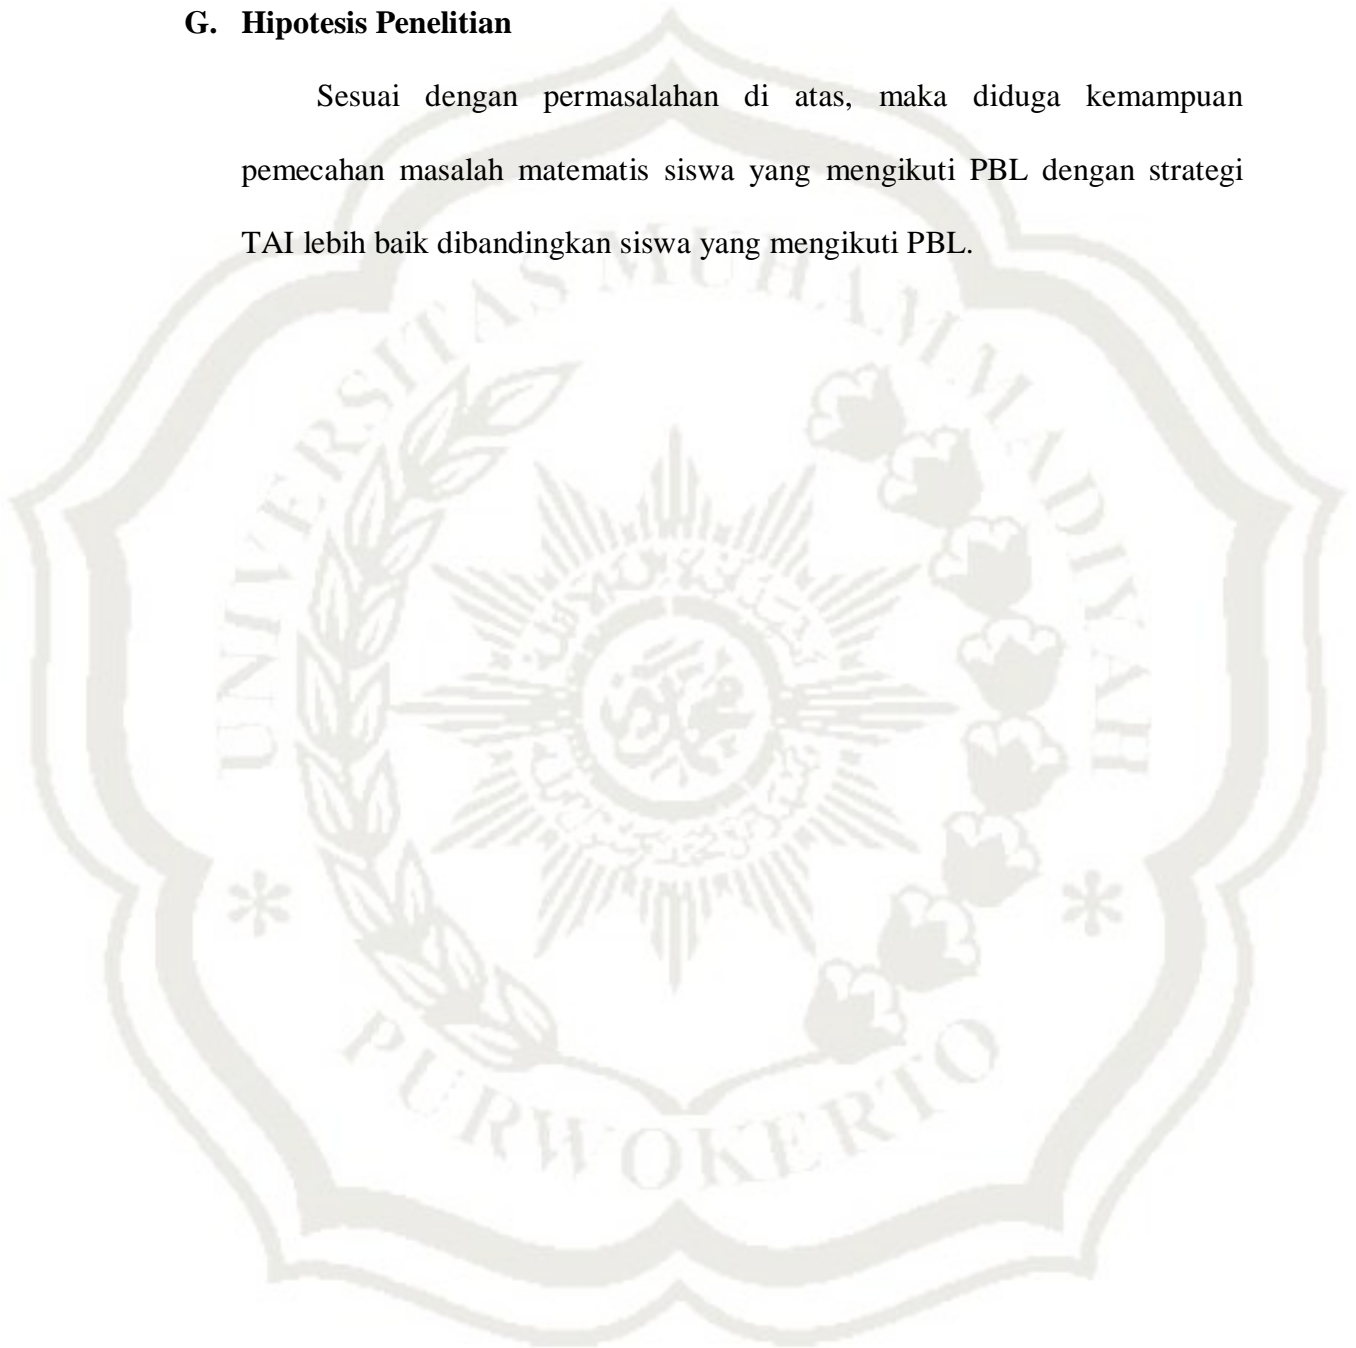 G. Hipotesis Penelitian
Sesuai dengan permasalahan di atas, maka diduga kemampuan
pemecahan masalah matematis siswa yang mengikuti PBL dengan strategi
TAI lebih baik dibandingkan siswa yang mengikuti PBL.
UNIVERSITAS MUHAMMADIYAH
PURWOKERTO